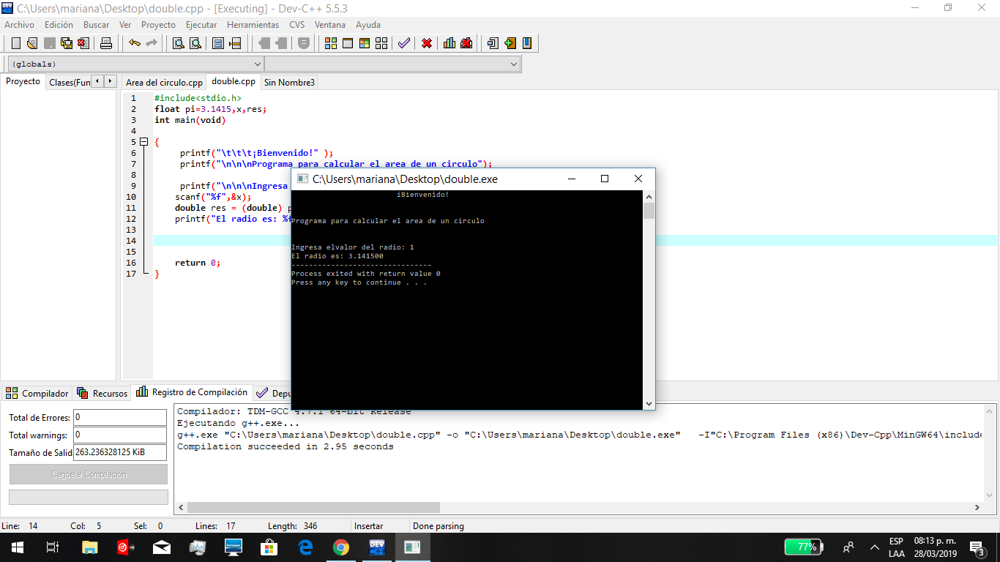 C:\Users\mariana\Desktop\double.cpp - [Executing] - Dev-C++ 5.5.3
Archivo Edición Buscar Ver Proyecto Ejecutar Herramientas CVS Ventana Ayuda
(globals)
Proyecto Clases(Fun Area del circulo.cpp double.cpp Sin Nombre3
1 #include<stdio.h>
2 float pi=3.1415,x,res;
3 int main(void)
4
5 {
6 printf("\t\t\t¡Bienvenido!" );
7 printf("\n\n\nPrograma para calcular el area de un circulo");
8
9 printf("\n\n\nIngresa
10 scanf("%f",&x);
11 double res = (double) p
12 printf("El radio es: %f
13
14
15
16 return 0;
17 }
C:\Users\mariana\Desktop\double.exe
íBienvenido!
Programa para calcular el area de un circulo
Ingresa elvalor del radio: 1
El radio es: 3.141500
--------------------------------
Process exited with return value 0
Press any key to continue . . .
Compilador Recursos Registro de Compilación Depu
Total de Errores: 0
Total warnings: 0
Tamaño de Salid 263.236328125 KiB
Cancelar Compilación
Compilador: TDM-GCC 4.7.1 64-bit Release
Ejecutando g++.exe...
g++.exe "C:\Users\mariana\Desktop\double.cpp" -o "C:\Users\mariana\Desktop\double.exe" -I"C:\Program Files (x86)\Dev-Cpp\MinGW64\include
Compilation succeeded in 2.95 seconds
Line: 14 Col: 5 Sel: 0 Lines: 17 Length: 346 Insertar Done parsing
DEV
77%
ESP
LAA
08:13 p. m.
28/03/2019
3